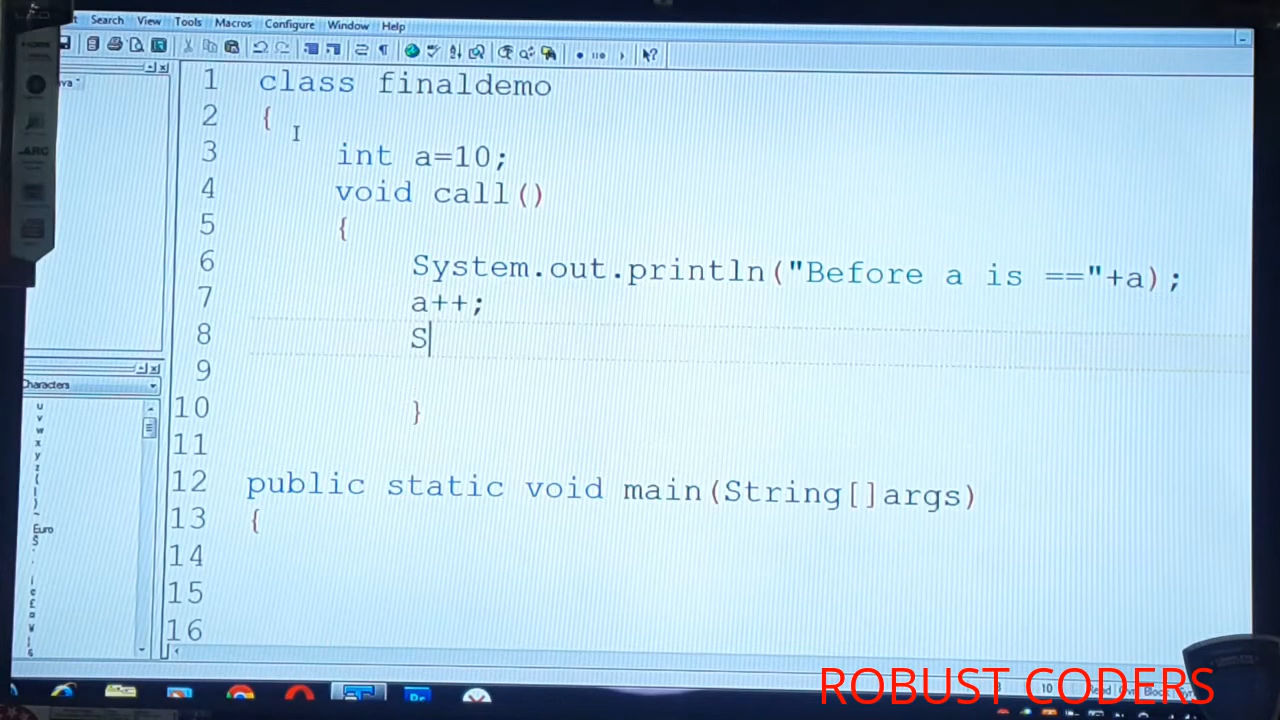 Search View Tools Macros Configure Window Help
1 class finaldemo
2 {
3 int a=10;
4 void call()
5 {
6 System.out.println("Before a is =="+a);
7 a++;
8 S
9
10 }
11
12 public static void main(String[]args)
13 {
14
15
16
Characters
u
v
w
x
y
z
{
|
}
~
Euro
ROBUST CODERS